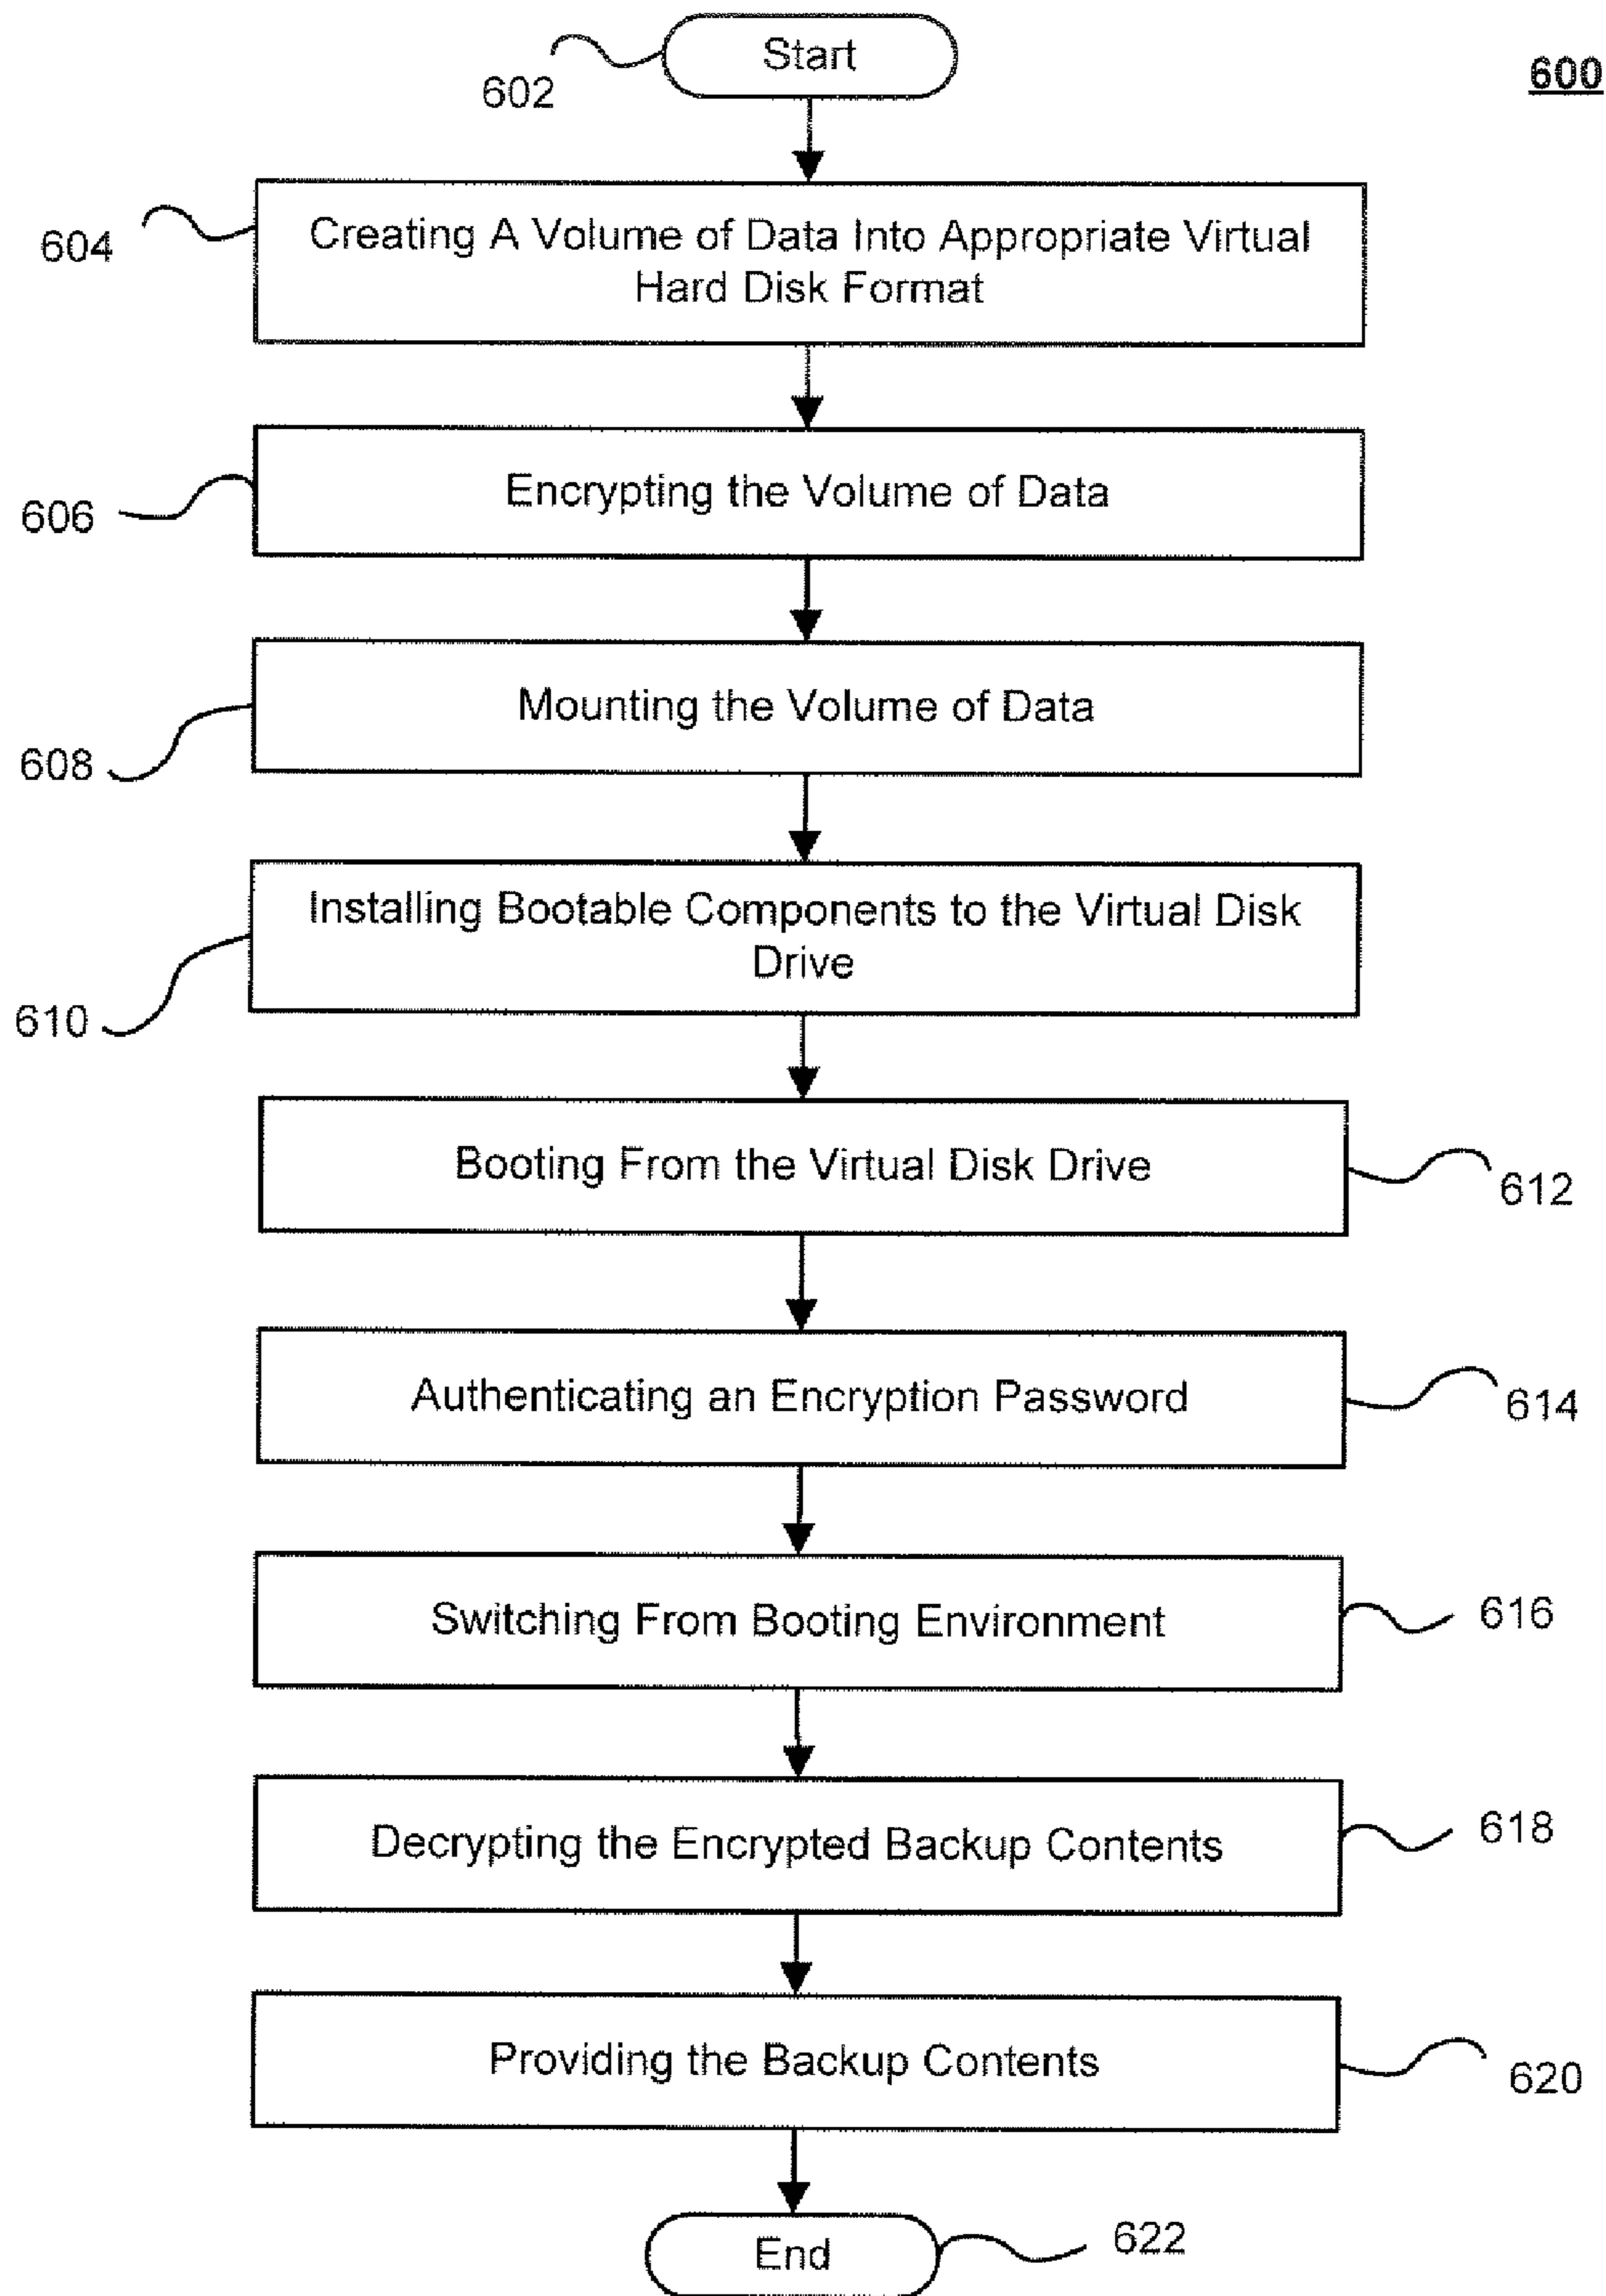 Start
602
600
604
Creating A Volume of Data Into Appropriate Virtual
Hard Disk Format
606
Encrypting the Volume of Data
608
Mounting the Volume of Data
610
Installing Bootable Components to the Virtual Disk
Drive
Booting From the Virtual Disk Drive
612
Authenticating an Encryption Password
614
Switching From Booting Environment
616
Decrypting the Encrypted Backup Contents
618
Providing the Backup Contents
620
End
622